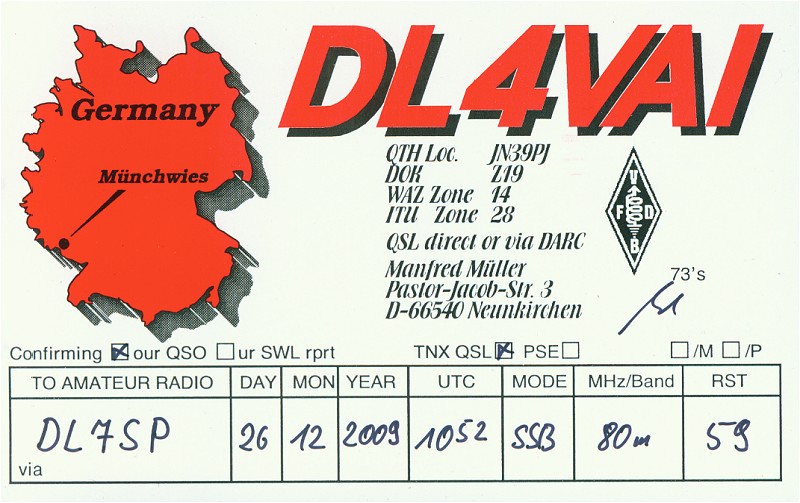 DL4VAI
Germany
Münchwies
QTH Loc. JN39PJ
DOK Z19
WAZ Zone 14
ITU Zone 28
QSL direct or via DARC
Manfred Müller
Pastor-Jacob-Str. 3
D-66540 Neunkirchen
V
F D
B
73's
Confirming ☒ our QSO ☐ ur SWL rprt TNX QSL ☒ PSE ☐ ☐ /M ☐ /P
TO AMATEUR RADIO DAY MON YEAR UTC MODE MHz/Band RST
DL7SP 26 12 2009 1052 SSB 80m 59
via